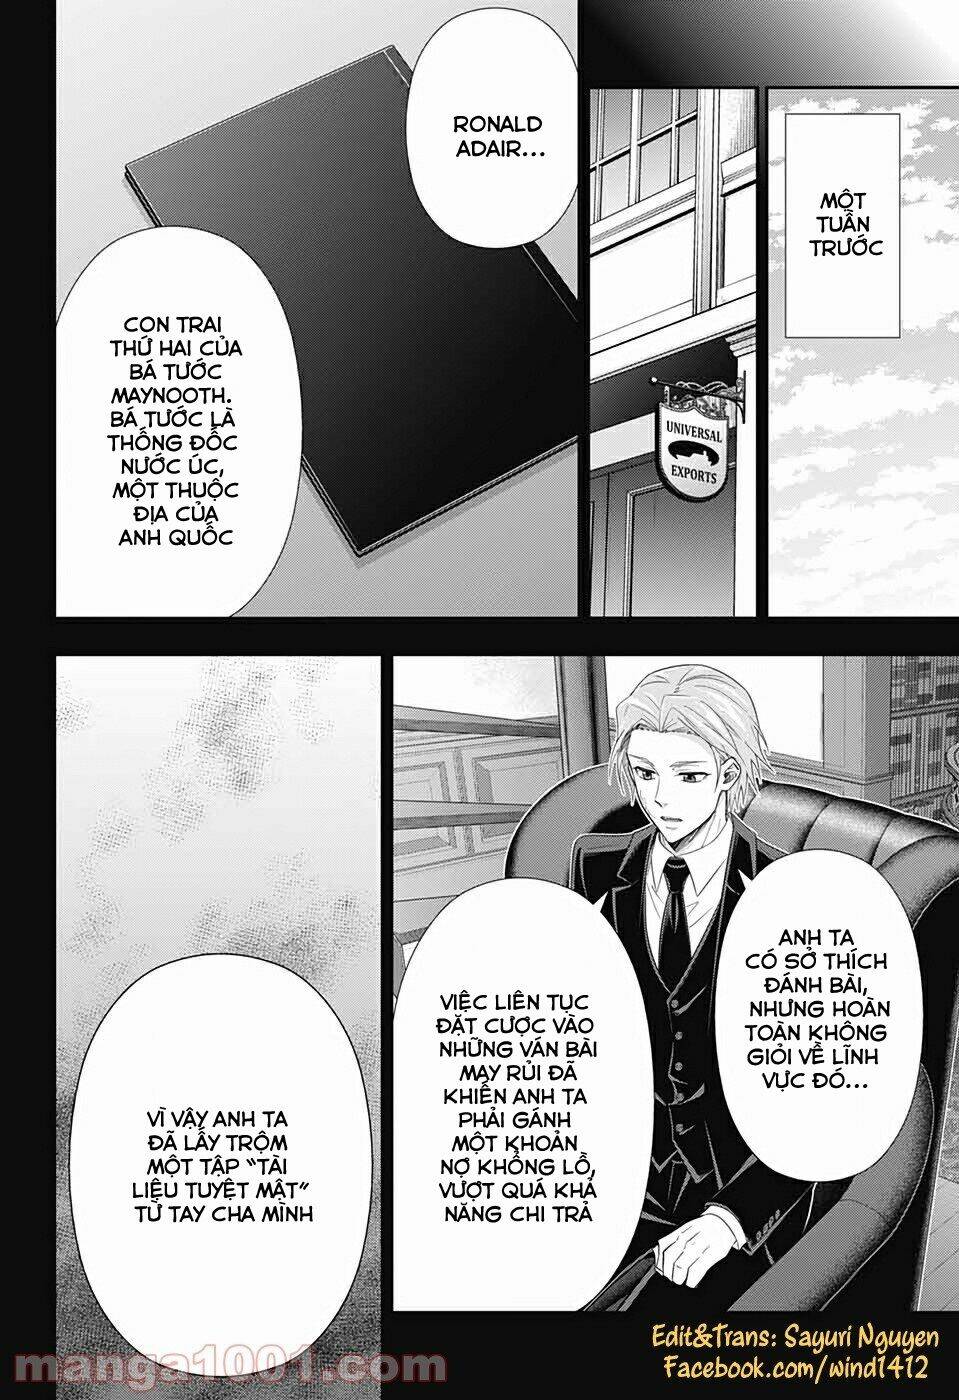 MỘT
TUẦN
TRƯỚC
UNIVERSAL
EXPORTS
RONALD
ADAIR...
CON TRAI
THỨ HAI CỦA
BÁ TƯỚC
MAYNOOTH.
BÁ TƯỚC LÀ
THỐNG ĐỐC
NƯỚC ÚC,
MỘT THUỘC
ĐỊA CỦA
ANH QUỐC
ANH TA
CÓ SỞ THÍCH
ĐÁNH BÀI,
NHƯNG HOÀN
TOÀN KHÔNG
GIỎI VỀ LĨNH
VỰC ĐÓ...
VIỆC LIÊN TỤC
ĐẶT CƯỢC VÀO
NHỮNG VÁN BÀI
MAY RỦI ĐÃ
KHIẾN ANH TA
PHẢI GÁNH
MỘT KHOẢN
NỢ KHỔNG LỒ,
VƯỢT QUÁ KHẢ
NĂNG CHI TRẢ
VÌ VẬY ANH TA
ĐÃ LẤY TRỘM
MỘT TẬP "TÀI
LIỆU TUYỆT MẬT"
TỪ TAY CHA MÌNH
Edit&Trans: Sayuri Nguyen
Facebook.com/wind1412
manga1001.com